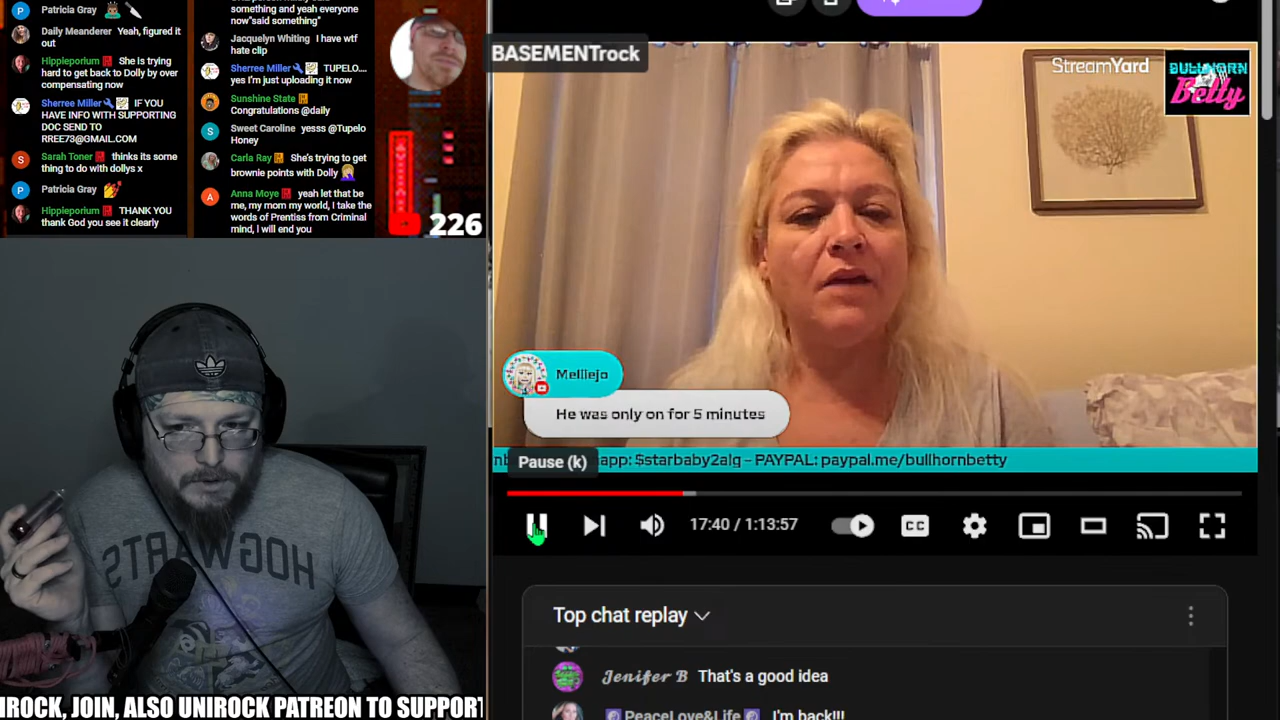 Patricia Gray
Daily Meanderer Yeah, figured it
out
Hippieporium She is trying
hard to get back to Dolly by over
compensating now
Sherree Miller IF YOU
HAVE INFO WITH SUPPORTING
DOC SEND TO
RREE73@GMAIL.COM
Sarah Toner thinks its some
thing to do with dollys x
Patricia Gray
Hippieporium THANK YOU
thank God you see it clearly
something and yeah everyone
now"said something"
Jacquelyn Whiting I have wtf
hate clip
Sherree Miller TUPELO....
yes I'm just uploading it now
Sunshine State
Congratulations @daily
Sweet Caroline yesss @Tupelo
Honey
Carla Ray She's trying to get
brownie points with Dolly
Anna Moye yeah let that be
me, my mom my world, I take the
words of Prentiss from Criminal
mind, I will end you
226
HOGWARTS
IROCK, JOIN, ALSO UNIROCK PATREON TO SUPPORT
BASEMENTrock
StreamYard
BULLHORN
Betty
Melliejo
He was only on for 5 minutes
app: $starbaby2alg - PAYPAL: paypal.me/bullhornbetty
Pause (k)
17:40 / 1:13:57
CC
Top chat replay
Jenifer B That's a good idea
PeaceLove&Life I'm back!!!